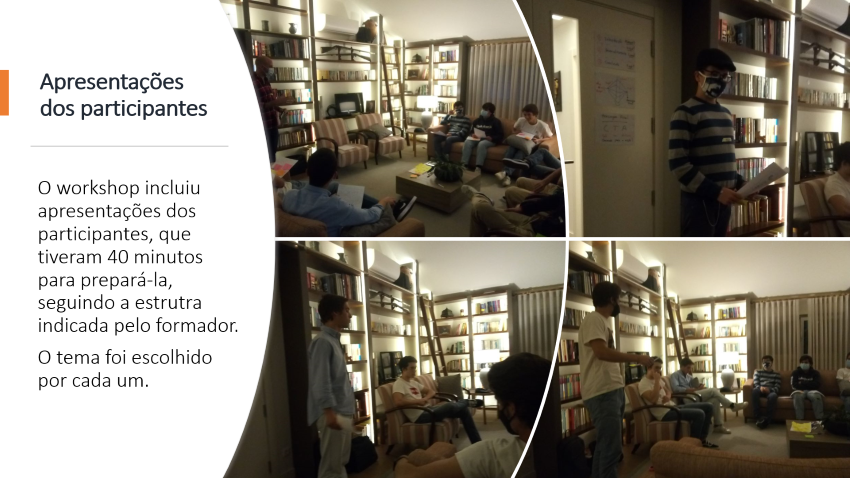 Apresentações
dos participantes
O workshop incluiu
apresentações dos
participantes, que
tiveram 40 minutos
para prepará-la,
seguindo a estrutra
indicada pelo formador.
O tema foi escolhido
por cada um.